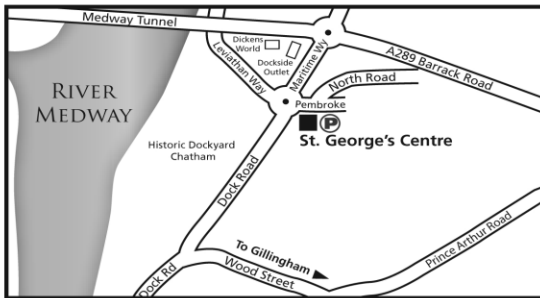 Medway Tunnel
Dickens
World
Dockside
Outlet
Leviathan Way
Maritime Wy
A289 Barrack Road
North Road
Pembroke
P
St. George's Centre
RIVER
MEDWAY
Historic Dockyard
Chatham
Dock Road
To Gillingham
Wood Street
Prince Arthur Road
Dock Rd